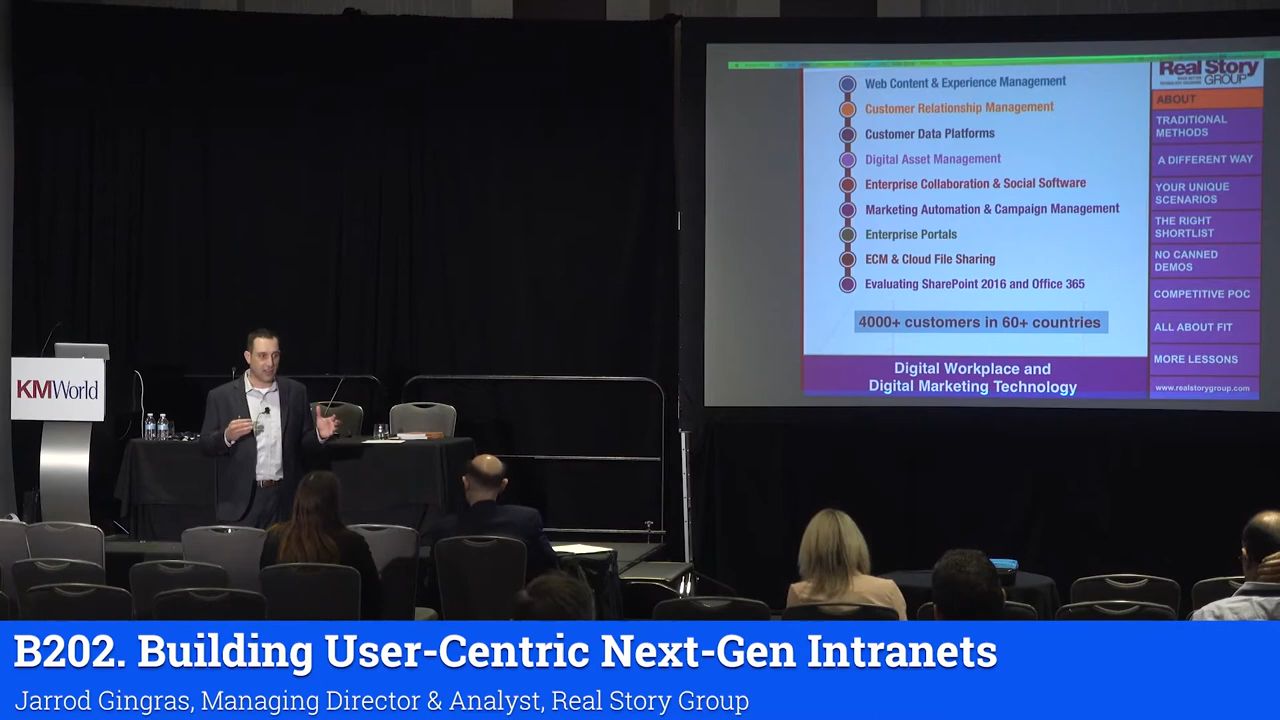 Real Story
GROUP
Web Content & Experience Management
Customer Relationship Management
Customer Data Platforms
Digital Asset Management
Enterprise Collaboration & Social Software
Marketing Automation & Campaign Management
Enterprise Portals
ECM & Cloud File Sharing
Evaluating SharePoint 2016 and Office 365
4000+ customers in 60+ countries
Digital Workplace and
Digital Marketing Technology
ABOUT
TRADITIONAL
METHODS
A DIFFERENT WAY
YOUR UNIQUE
SCENARIOS
THE RIGHT
SHORTLIST
NO CANNED
DEMOS
COMPETITIVE POC
ALL ABOUT FIT
MORE LESSONS
www.realstorygroup.com
KMWorld
B202. Building User-Centric Next-Gen Intranets
Jarrod Gingras, Managing Director & Analyst, Real Story Group